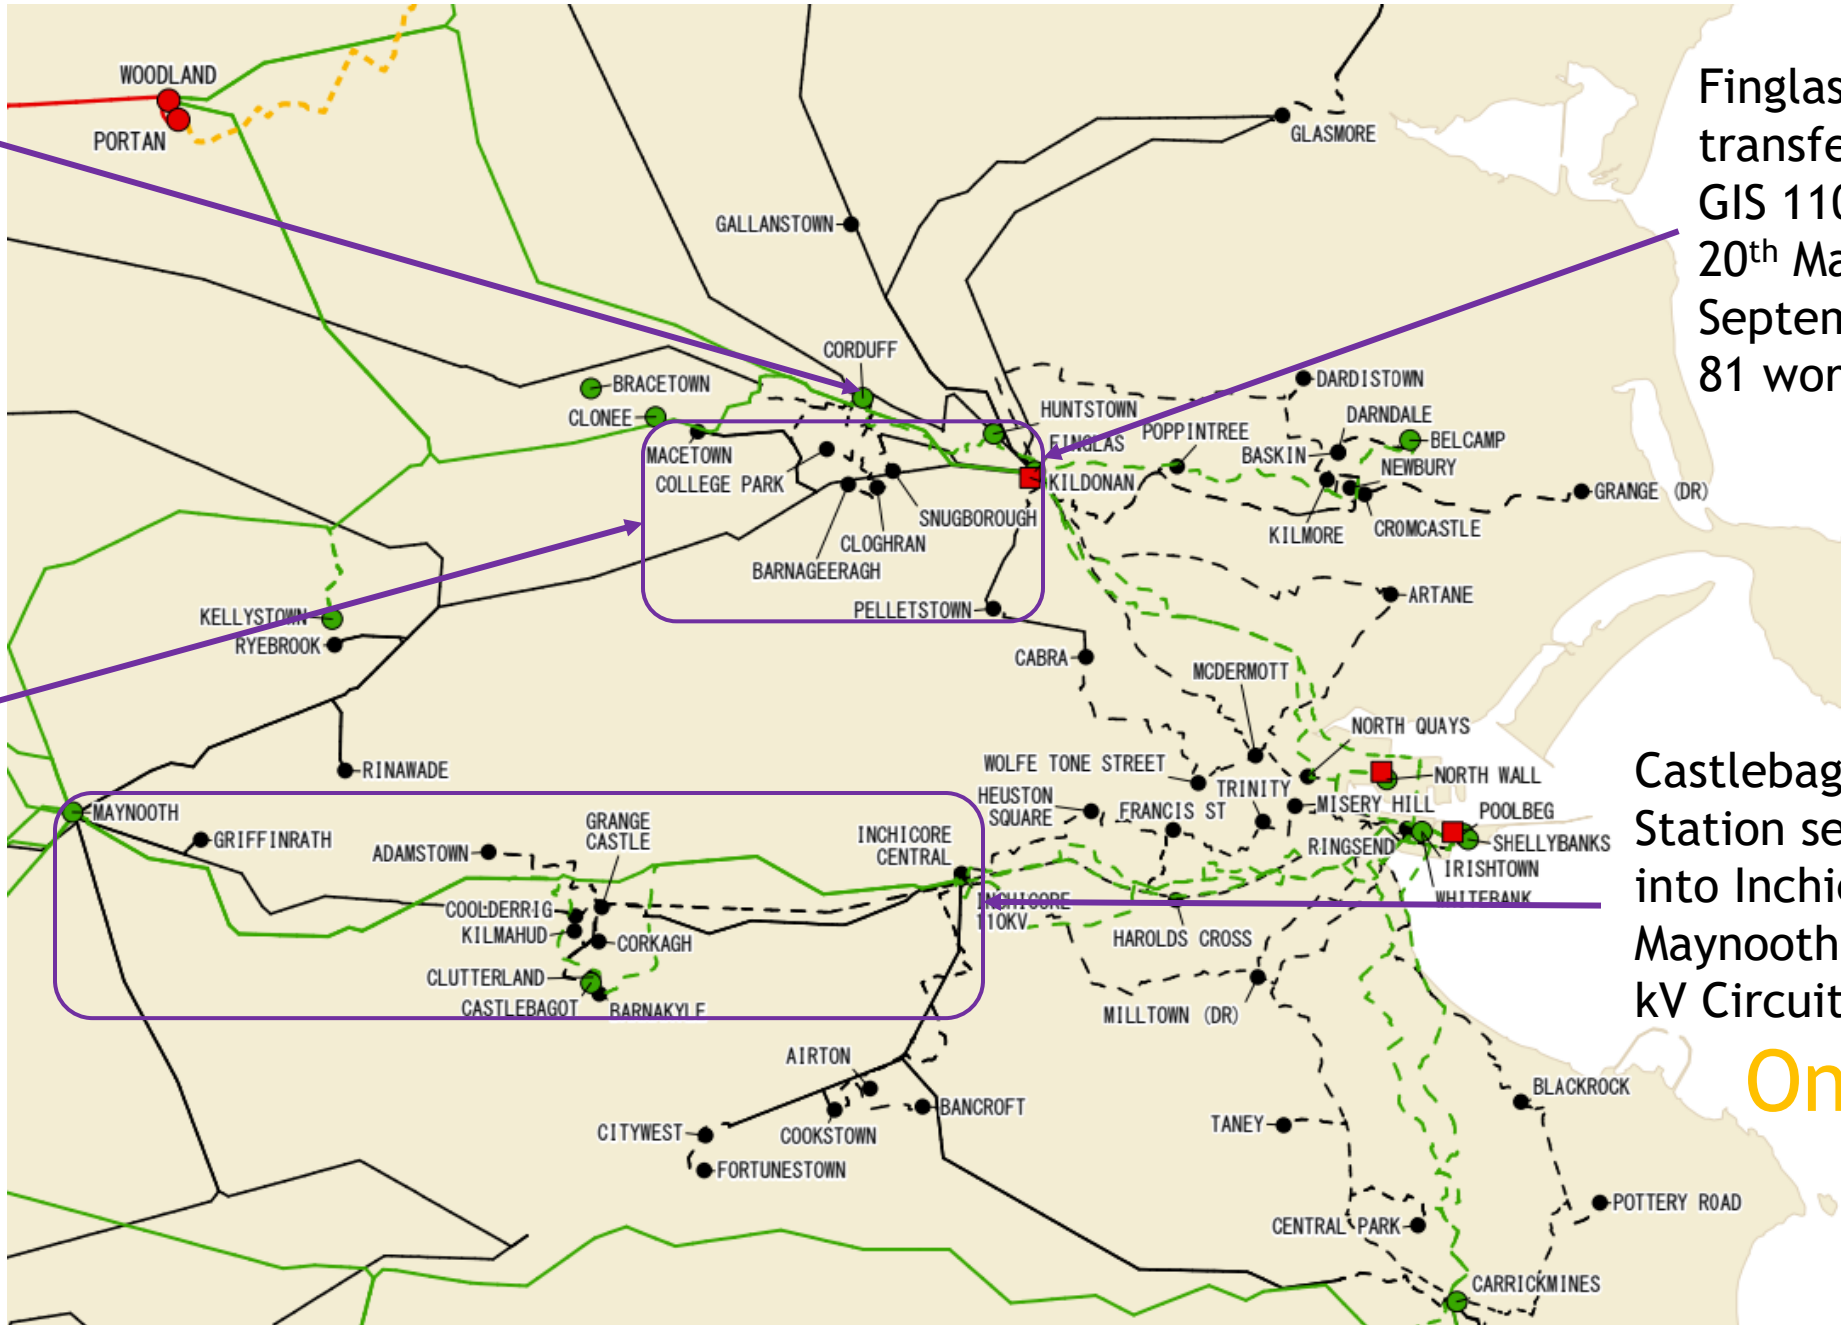 WOODLAND
PORTAN
GLASMORE
GALLANSTOWN
Finglas
transfe
GIS 110
20th Ma
Septem
81 wor
CORDUFF
BRACETOWN
CLONEE
MACETOWN
COLLEGE PARK
HUNTSTOWN
FINGLAS
KILDONAN
POPPINTREE
DARDISTOWN
DARNDALE
BELCAMP
BASKIN
NEWBURY
GRANGE (DR)
KILMORE
CROMCASTLE
SNUGBOROUGH
CLOGHRAN
BARNAGEERAGH
KELLYSTOWN
RYEBROOK
PELLETSTOWN
ARTANE
CABRA
MCDERMOTT
NORTH QUAYS
RINAWADE
WOLFE TONE STREET
TRINITY
NORTH WALL
MAYNOOTH
GRIFFINRATH
ADAMSTOWN
GRANGE
CASTLE
INCHICORE
CENTRAL
HEUSTON
SQUARE
FRANCIS ST
MISERY HILL
POOLBEG
RINGSEND
SHELLYBANKS
IRISHTOWN
WHITEBANK
Castlebag
Station se
into Inchi
Maynooth
kV Circuit
On
COOLDERRIG
KILMAHUD
CORKAGH
INCHICORE
110KV
HAROLDS CROSS
CLUTTERLAND
CASTLEBAGOT
BARNAKYLE
MILLTOWN (DR)
AIRTON
BANCROFT
CITYWEST
COOKSTOWN
FORTUNESTOWN
BLACKROCK
TANEY
POTTERY ROAD
CENTRAL PARK
CARRICKMINES